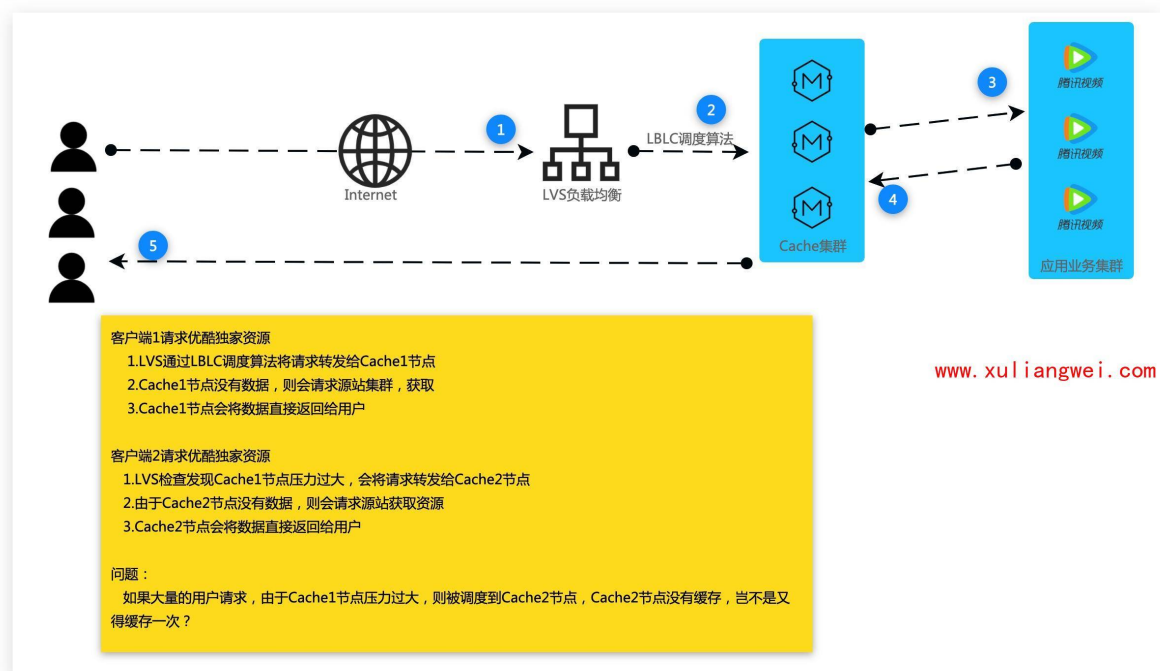 腾讯视频
腾讯视频
腾讯视频
应用业务集群
3
4
2
1
5
LBLC调度算法
Internet
LVS负载均衡
Cache集群
客户端1请求优酷独家资源
1.LVS通过LBLC调度算法将请求转发给Cache1节点
2.Cache1节点没有数据，则会请求源站集群，获取
3.Cache1节点会将数据直接返回给用户
客户端2请求优酷独家资源
1.LVS检查发现Cache1节点压力过大，会将请求转发给Cache2节点
2.由于Cache2节点没有数据，则会请求源站获取资源
3.Cache2节点会将数据直接返回给用户
问题：
如果大量的用户请求，由于Cache1节点压力过大，则被调度到Cache2节点，Cache2节点没有缓存，岂不是又
得缓存一次？
www.xuliangwei.com